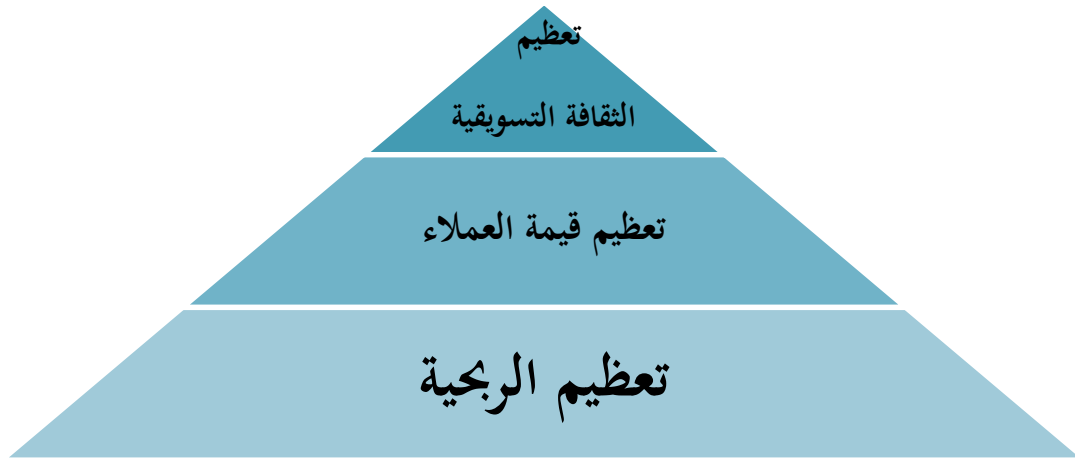 تعظيم
الثقافة التسويقية
تعظيم قيمة العملاء
تعظيم الربحية